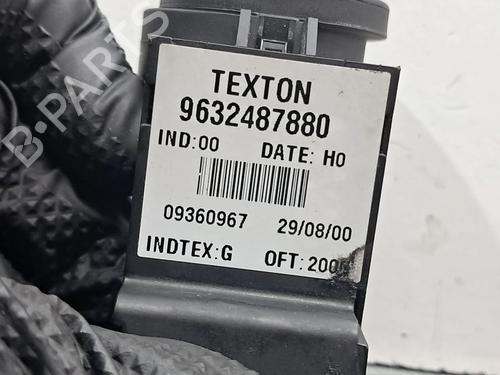 B-PARTS
TEXTON
9632487880
IND:00 DATE: H0
09360967 29/08/00
INDTEX:G OFT:200